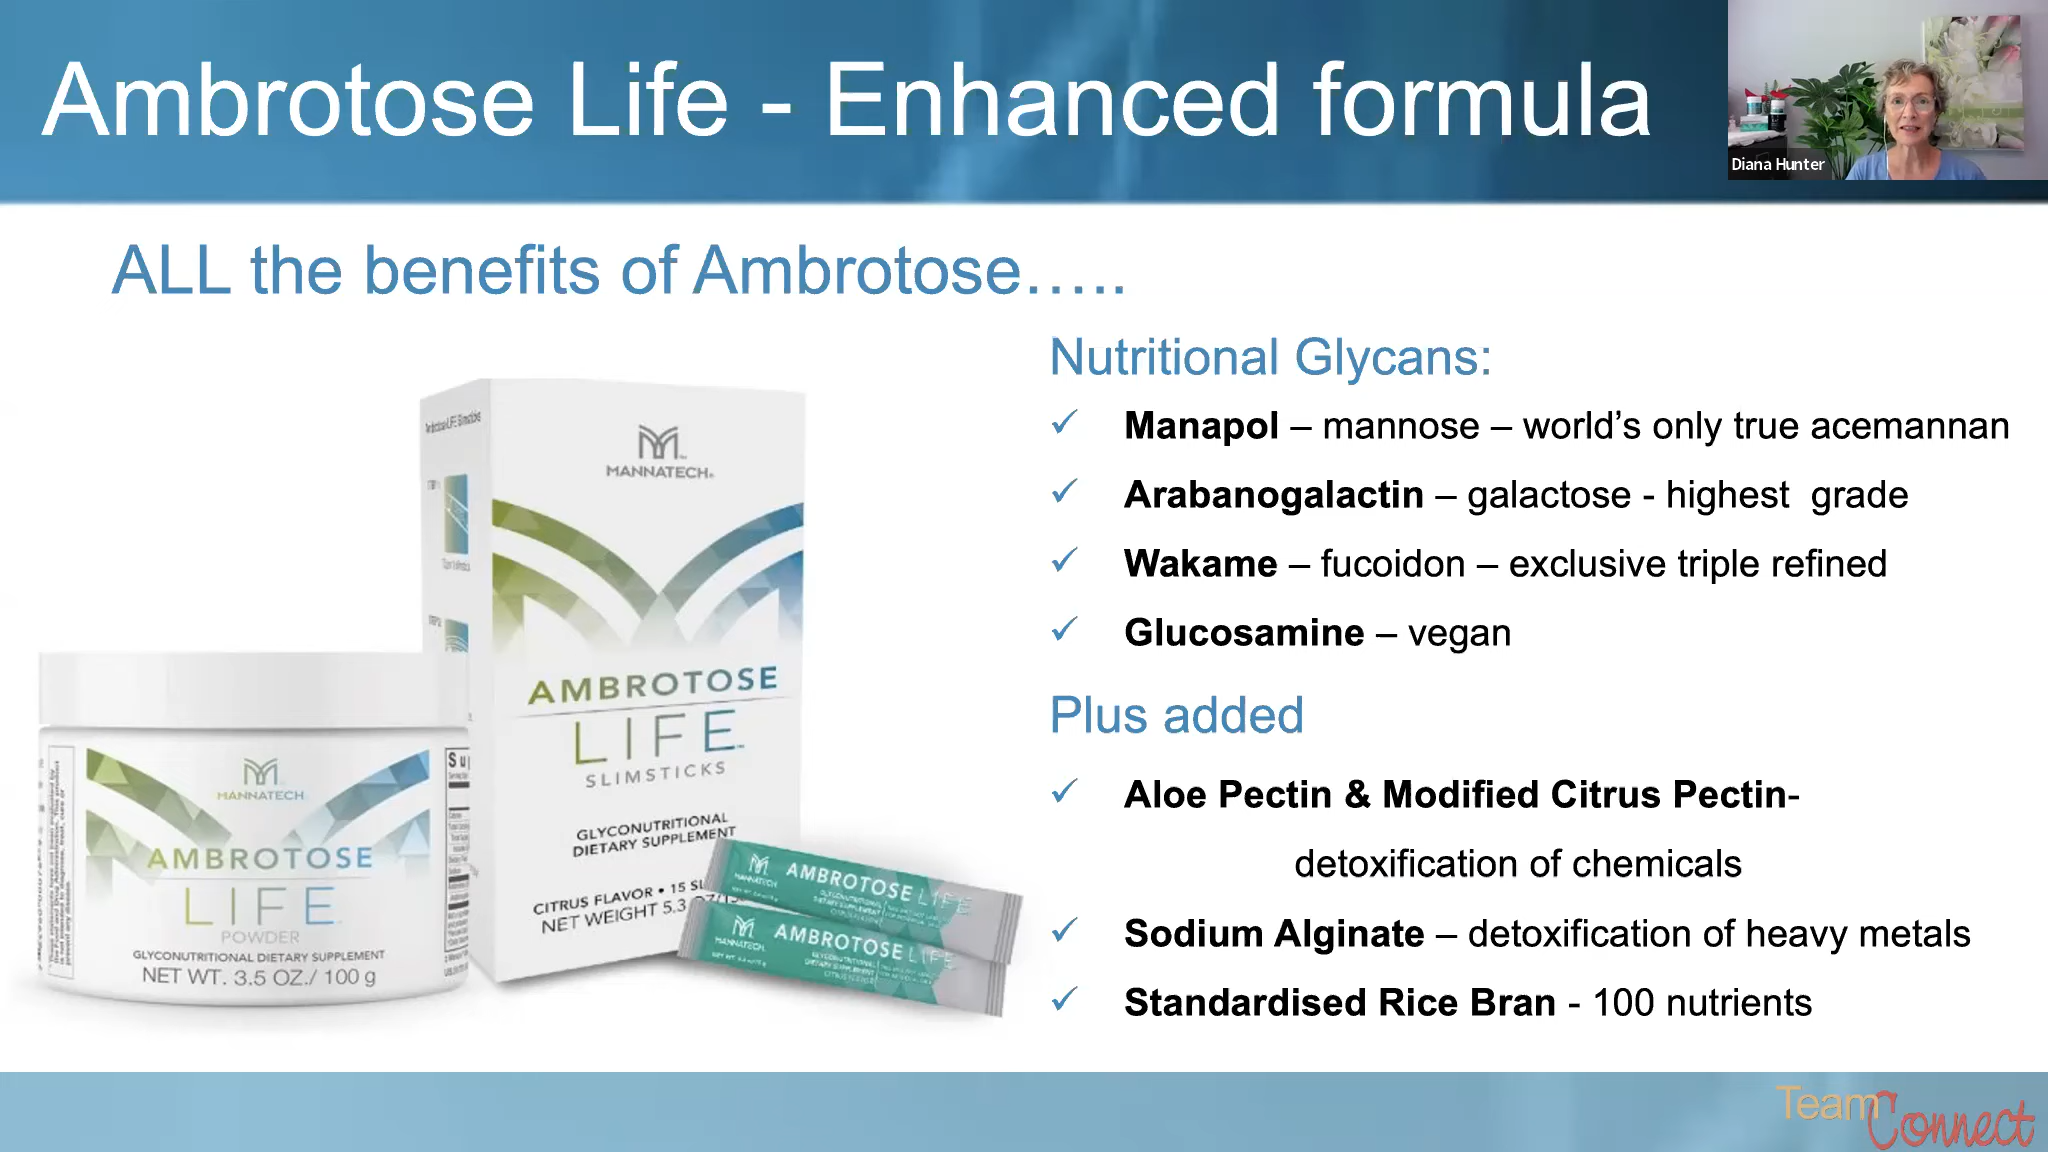 Ambrotose Life - Enhanced formula
Diana Hunter
ALL the benefits of Ambrotose.....
Nutritional Glycans:
✓ Manapol – mannose – world's only true acemannan
✓ Arabanogalactin – galactose - highest grade
✓ Wakame – fucoidon – exclusive triple refined
✓ Glucosamine – vegan
Plus added
✓ Aloe Pectin & Modified Citrus Pectin-
detoxification of chemicals
✓ Sodium Alginate – detoxification of heavy metals
✓ Standardised Rice Bran - 100 nutrients
MANNATECH
AMBROTOSE
LIFE
SLIMSTICKS
GLYCONUTRITIONAL
DIETARY SUPPLEMENT
CITRUS FLAVOR • 15
NET WEIGHT 5.3
MANNATECH
AMBROTOSE
LIFE
POWDER
GLYCONUTRITIONAL DIETARY SUPPLEMENT
NET WT. 3.5 OZ./ 100 g
MANNATECH
AMBROTOSE LIFE
MANNATECH
AMBROTOSE LIFE
Team Connect